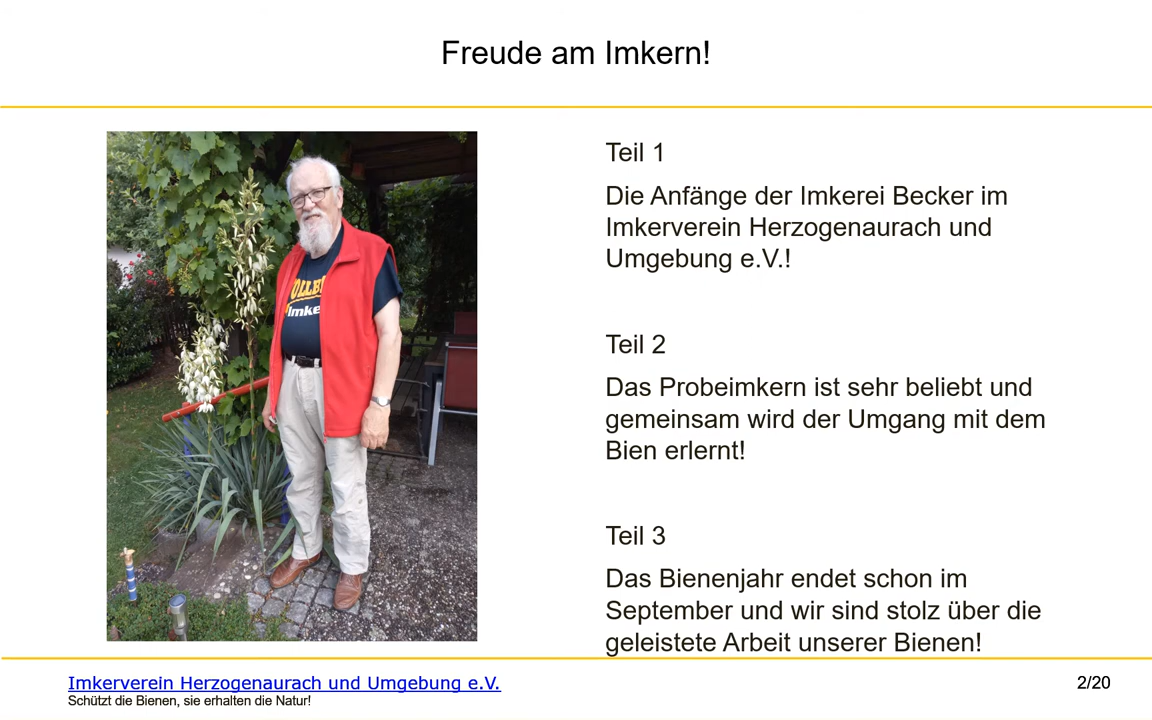 Freude am Imkern!
Teil 1
Die Anfänge der Imkerei Becker im
Imkerverein Herzogenaurach und
Umgebung e.V.!
Teil 2
Das Probeimkern ist sehr beliebt und
gemeinsam wird der Umgang mit dem
Bien erlernt!
Teil 3
Das Bienenjahr endet schon im
September und wir sind stolz über die
geleistete Arbeit unserer Bienen!
Imkerverein Herzogenaurach und Umgebung e.V.
Schützt die Bienen, sie erhalten die Natur!
2/20